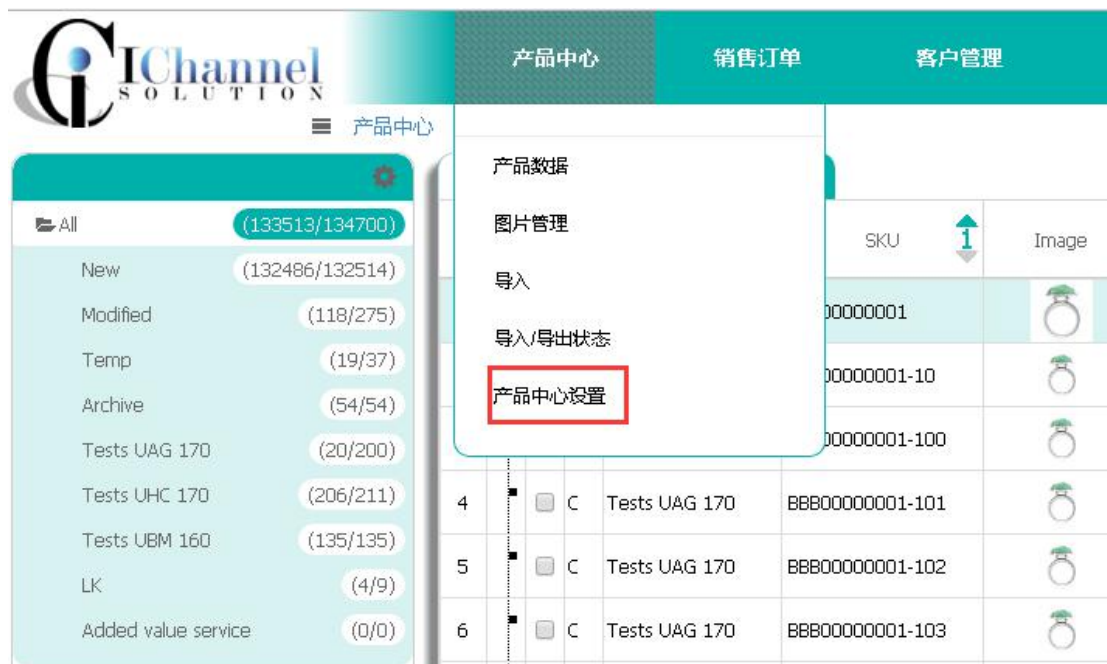 IChannel
SOLUTION
产品中心 销售订单 客户管理
产品中心
产品数据
图片管理
导入
导入/导出状态
产品中心设置
All (133513/134700)
New (132486/132514)
Modified (118/275)
Temp (19/37)
Archive (54/54)
Tests UAG 170 (20/200)
Tests UHC 170 (206/211)
Tests UBM 160 (135/135)
LK (4/9)
Added value service (0/0)
SKU 1 Image
00000001
00000001-10
00000001-100
4 C Tests UAG 170 BBB00000001-101
5 C Tests UAG 170 BBB00000001-102
6 C Tests UAG 170 BBB00000001-103